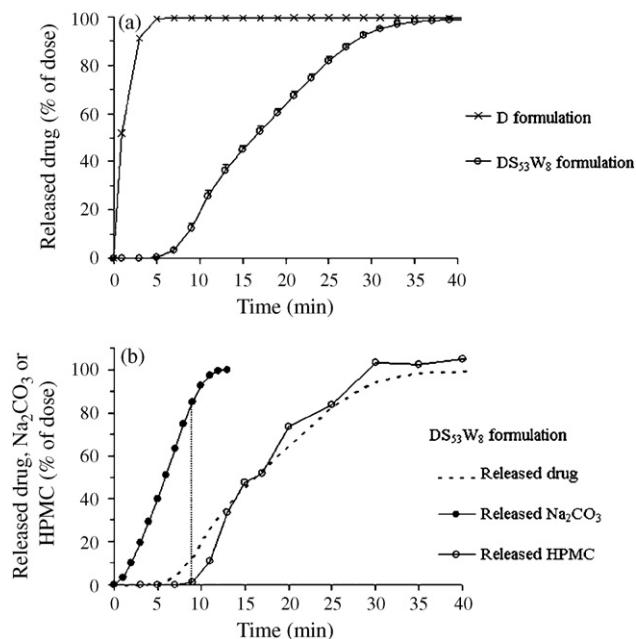 (a)
Released drug (% of dose)
100
80
60
40
20
0
0 5 10 15 20 25 30 35 40
Time (min)
D formulation
DS₅₃W₈ formulation
(b)
Released drug, Na₂CO₃ or
HPMC (% of dose)
100
80
60
40
20
0
0 5 10 15 20 25 30 35 40
Time (min)
DS₅₃W₈ formulation
Released drug
Released Na₂CO₃
Released HPMC